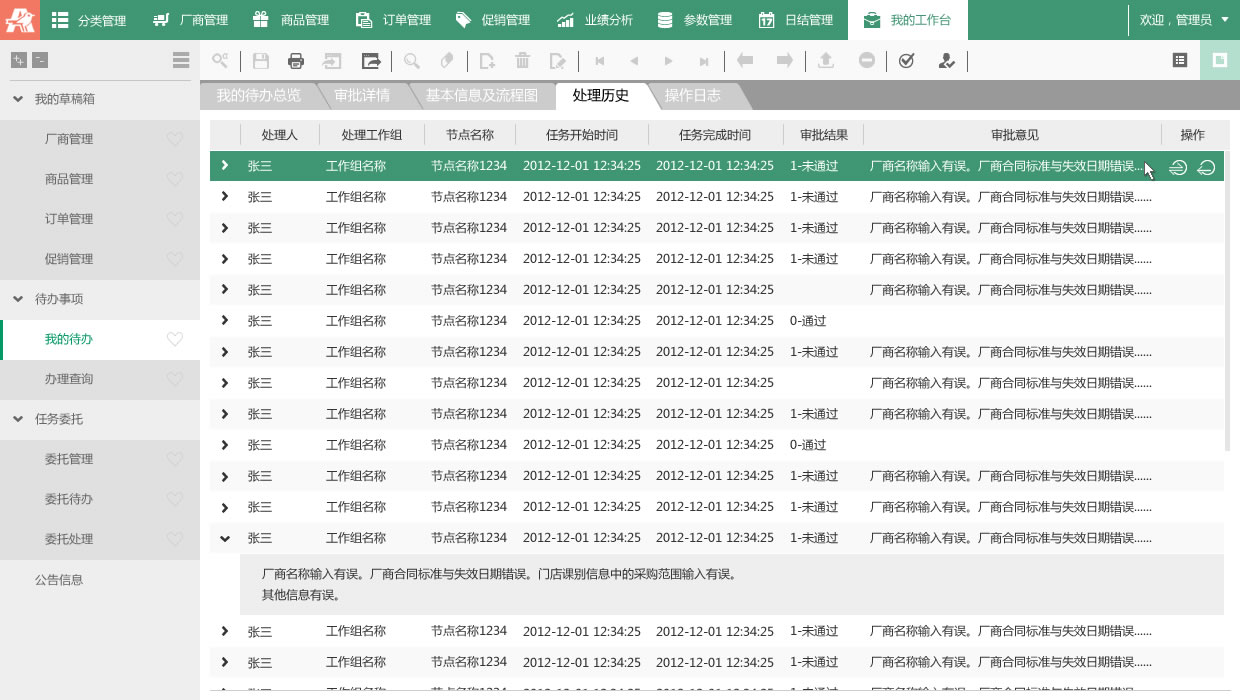 分类管理 厂商管理 商品管理 订单管理 促销管理 业绩分析 参数管理 日结管理 我的工作台 欢迎，管理员
我的草稿箱
厂商管理
商品管理
订单管理
促销管理
待办事项
我的待办
办理查询
任务委托
委托管理
委托待办
委托处理
公告信息
我的待办总览 审批详情 基本信息及流程图 处理历史 操作日志
处理人 处理工作组 节点名称 任务开始时间 任务完成时间 审批结果 审批意见 操作
张三 工作组名称 节点名称1234 2012-12-01 12:34:25 2012-12-01 12:34:25 1-未通过 厂商名称输入有误。厂商合同标准与失效日期错误...
张三 工作组名称 节点名称1234 2012-12-01 12:34:25 2012-12-01 12:34:25 1-未通过 厂商名称输入有误。厂商合同标准与失效日期错误......
张三 工作组名称 节点名称1234 2012-12-01 12:34:25 2012-12-01 12:34:25 1-未通过 厂商名称输入有误。厂商合同标准与失效日期错误......
张三 工作组名称 节点名称1234 2012-12-01 12:34:25 2012-12-01 12:34:25 1-未通过 厂商名称输入有误。厂商合同标准与失效日期错误......
张三 工作组名称 节点名称1234 2012-12-01 12:34:25 2012-12-01 12:34:25 厂商名称输入有误。厂商合同标准与失效日期错误......
张三 工作组名称 节点名称1234 2012-12-01 12:34:25 2012-12-01 12:34:25 0-通过
张三 工作组名称 节点名称1234 2012-12-01 12:34:25 2012-12-01 12:34:25 1-未通过 厂商名称输入有误。厂商合同标准与失效日期错误......
张三 工作组名称 节点名称1234 2012-12-01 12:34:25 2012-12-01 12:34:25 厂商名称输入有误。厂商合同标准与失效日期错误......
张三 工作组名称 节点名称1234 2012-12-01 12:34:25 2012-12-01 12:34:25 1-未通过 厂商名称输入有误。厂商合同标准与失效日期错误......
张三 工作组名称 节点名称1234 2012-12-01 12:34:25 2012-12-01 12:34:25 0-通过
张三 工作组名称 节点名称1234 2012-12-01 12:34:25 2012-12-01 12:34:25 1-未通过 厂商名称输入有误。厂商合同标准与失效日期错误......
张三 工作组名称 节点名称1234 2012-12-01 12:34:25 2012-12-01 12:34:25 1-未通过 厂商名称输入有误。厂商合同标准与失效日期错误......
张三 工作组名称 节点名称1234 2012-12-01 12:34:25 2012-12-01 12:34:25 1-未通过 厂商名称输入有误。厂商合同标准与失效日期错误......
厂商名称输入有误。厂商合同标准与失效日期错误。门店课别信息中的采购范围输入有误。
其他信息有误。
张三 工作组名称 节点名称1234 2012-12-01 12:34:25 2012-12-01 12:34:25 1-未通过 厂商名称输入有误。厂商合同标准与失效日期错误......
张三 工作组名称 节点名称1234 2012-12-01 12:34:25 2012-12-01 12:34:25 1-未通过 厂商名称输入有误。厂商合同标准与失效日期错误......